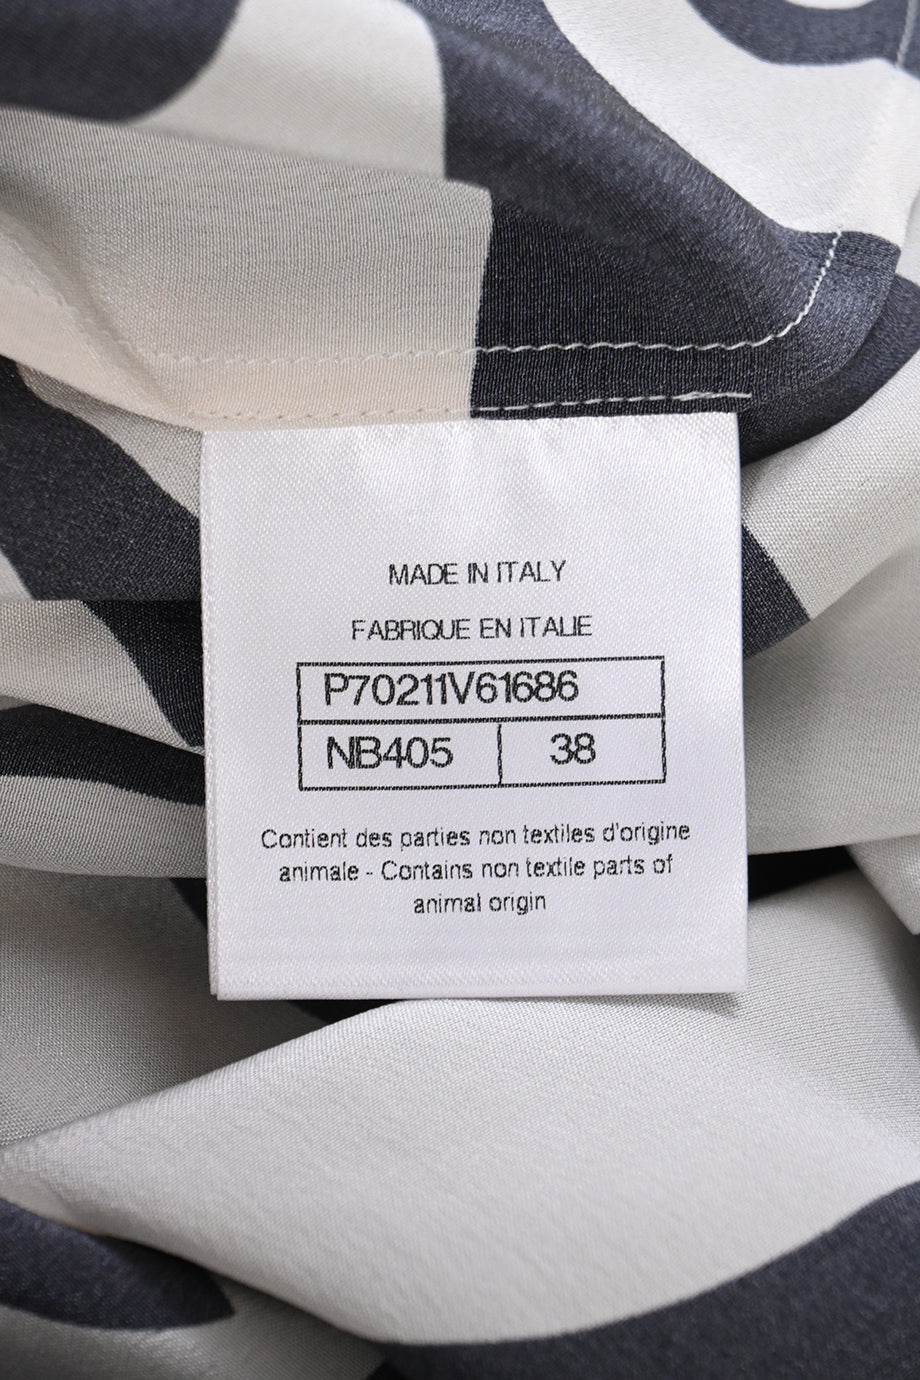 MADE IN ITALY
FABRIQUE EN ITALIE
P70211V61686
NB405 38
Contient des parties non textiles d'origine
animale - Contains non textile parts of
animal origin